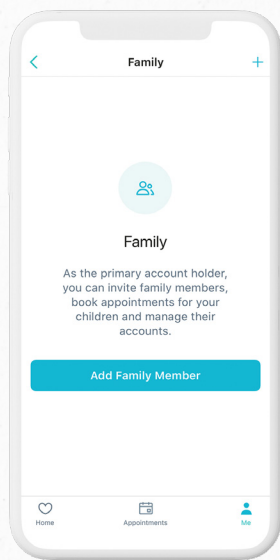 Family
Family
As the primary account holder,
you can invite family members,
book appointments for your
children and manage their
accounts.
Add Family Member
Home
Appointments
Me